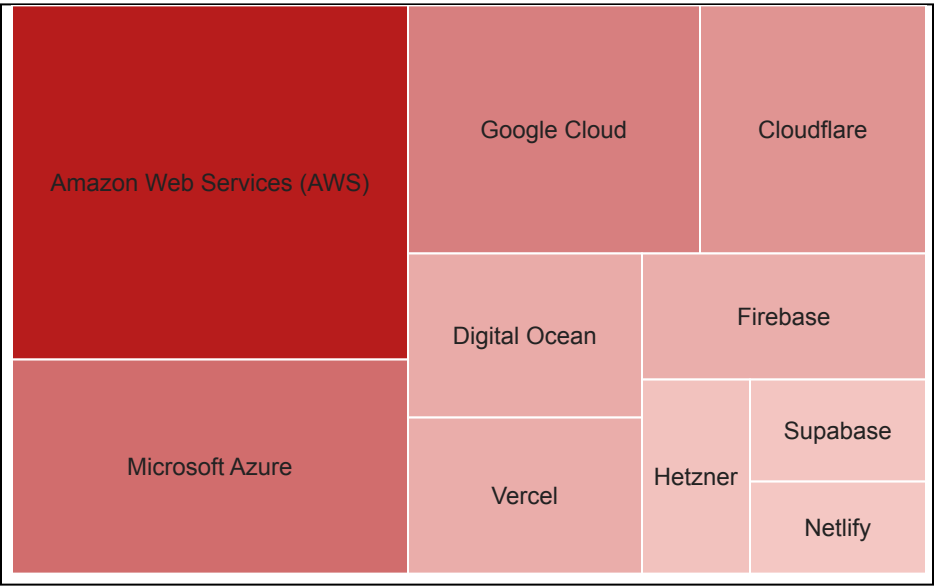 Amazon Web Services (AWS)
Google Cloud
Cloudflare
Microsoft Azure
Digital Ocean
Firebase
Vercel
Hetzner
Supabase
Netlify